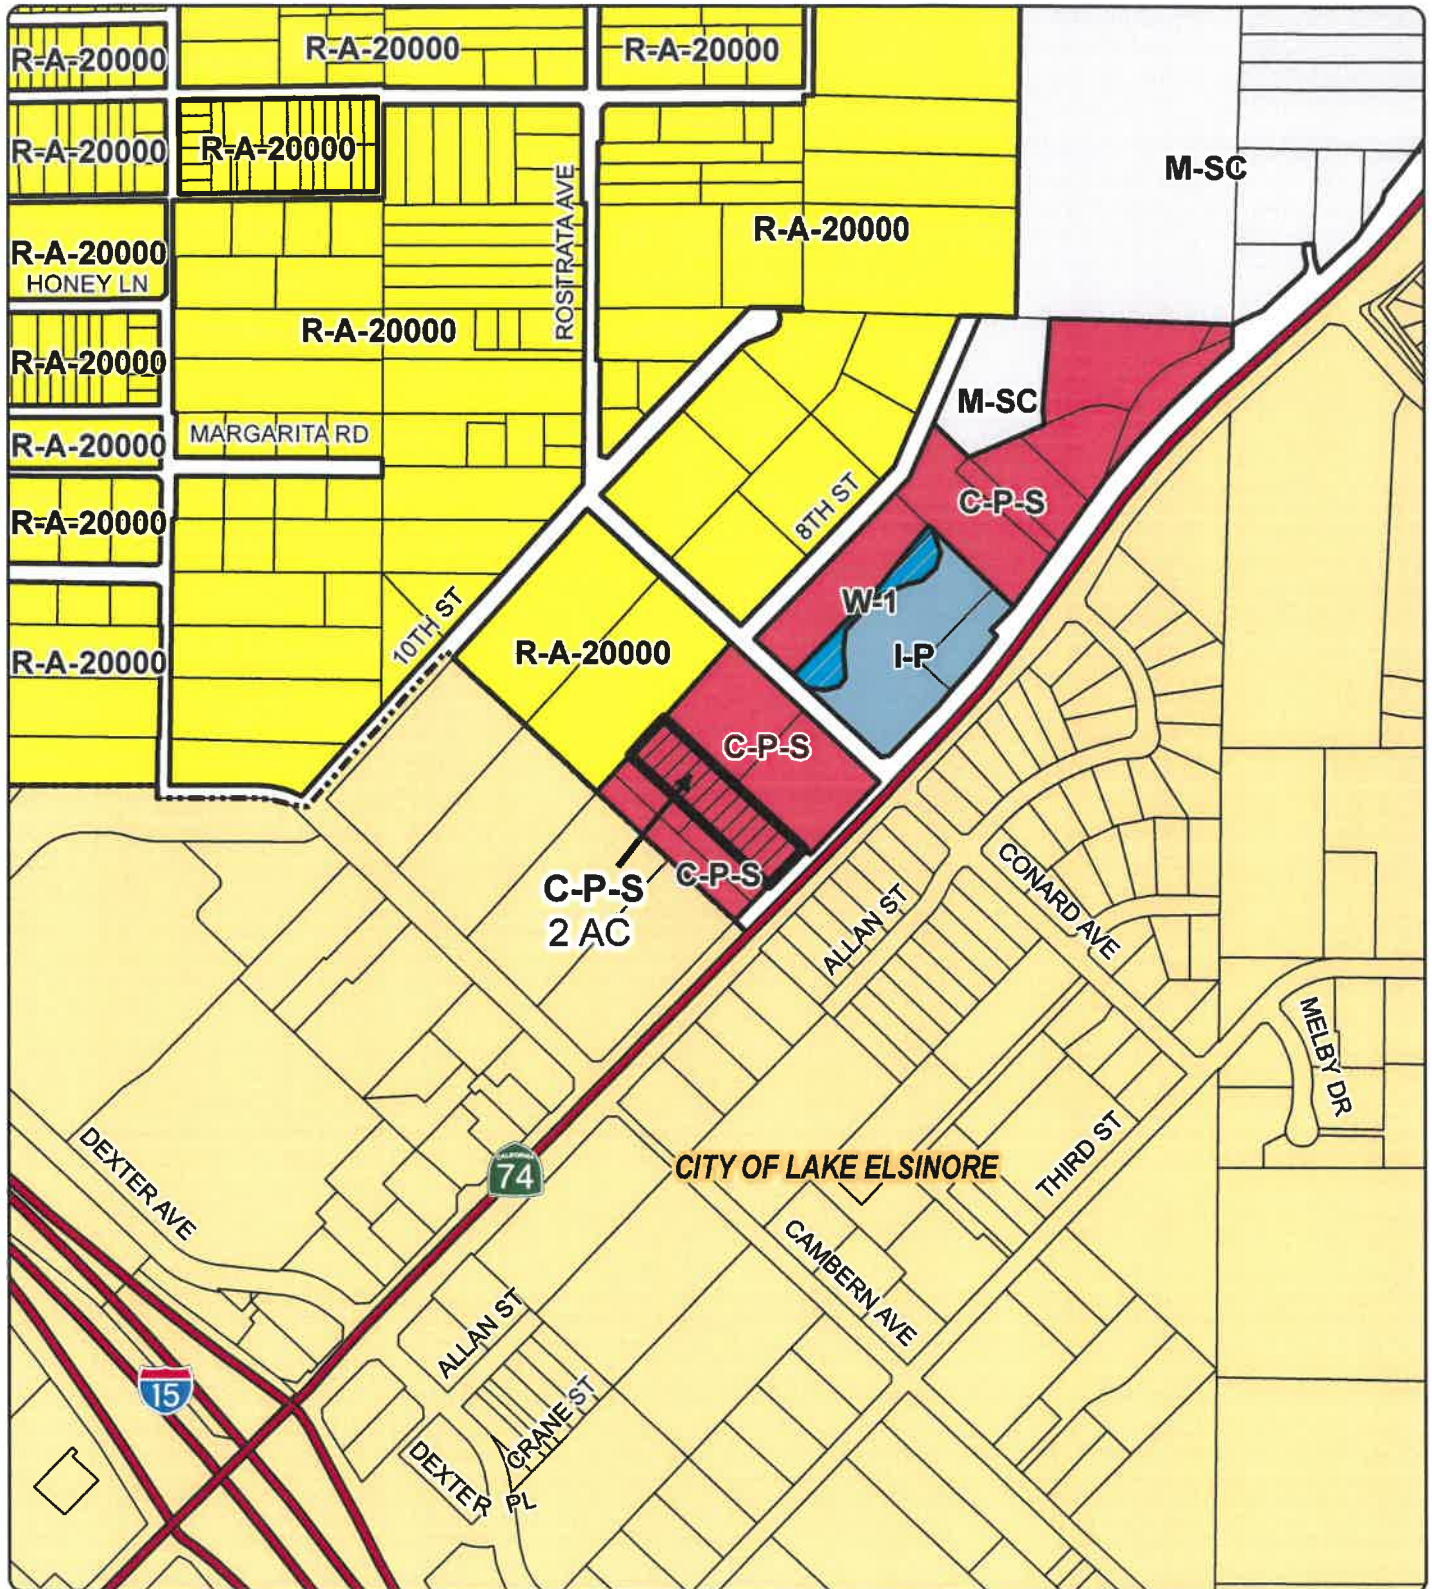 R-A-20000
R-A-20000
R-A-20000
R-A-20000
R-A-20000
M-SC
R-A-20000
R-A-20000
HONEY LN
ROSTRATA AVE
R-A-20000
R-A-20000
M-SC
MARGARITA RD
R-A-20000
C-P-S
8TH ST
R-A-20000
W-1
10TH ST
R-A-20000
I-P
R-A-20000
C-P-S
C-P-S
C-P-S
2 AC
CONARD AVE
ALLAN ST
MELBY DR
DEXTER AVE
CALIFORNIA
74
CITY OF LAKE ELSINORE
THIRD ST
CAMBERN AVE
ALLAN ST
15
CRANE ST
DEXTER PL